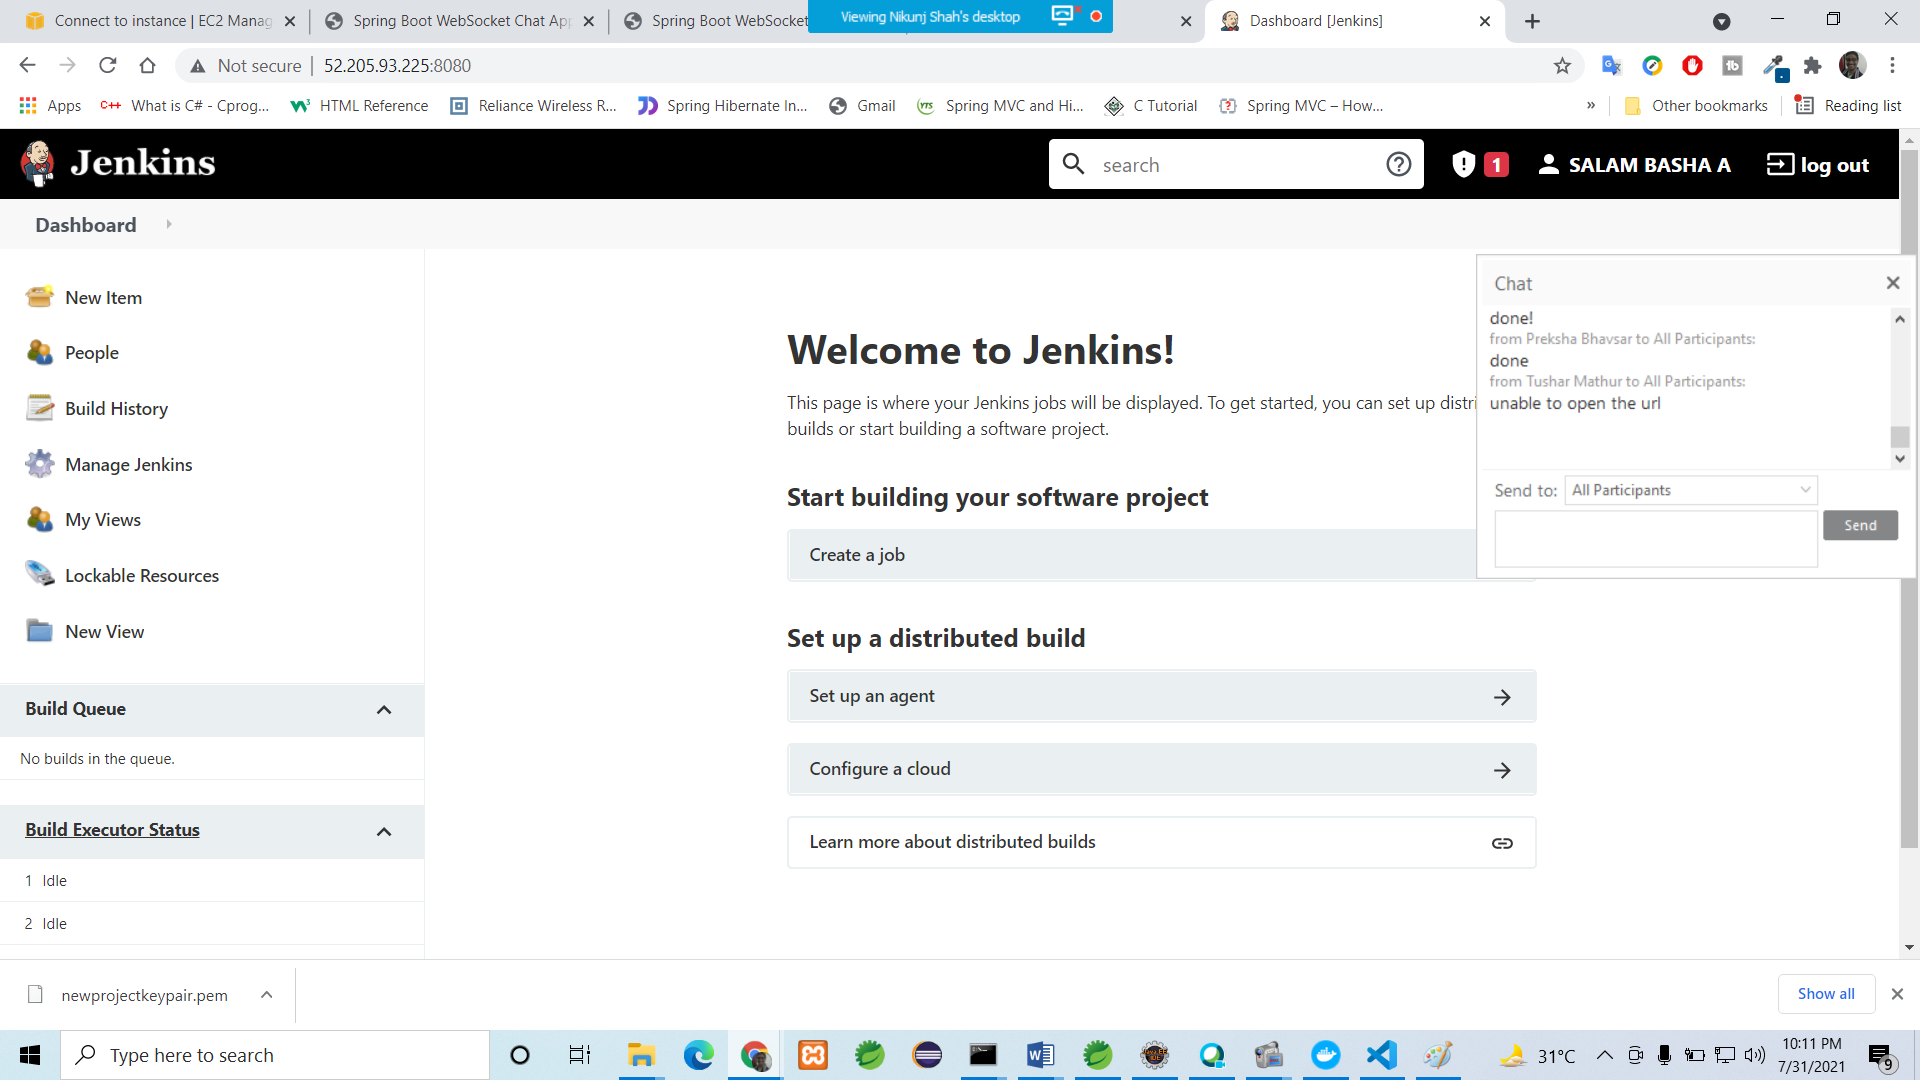 Connect to instance | EC2 Manag
Spring Boot WebSocket Chat App
Spring Boot WebSocket
Viewing Nikunj Shah's desktop
Dashboard [Jenkins]
Not secure
52.205.93.225:8080
Apps
C++ What is C# - Cprog...
HTML Reference
Reliance Wireless R...
Spring Hibernate In...
Gmail
YTS Spring MVC and Hi...
C Tutorial
Spring MVC – How...
»
Other bookmarks
Reading list
Jenkins
search
1
SALAM BASHA A
log out
Dashboard
New Item
People
Build History
Manage Jenkins
My Views
Lockable Resources
New View
Build Queue
No builds in the queue.
Build Executor Status
1 Idle
2 Idle
Welcome to Jenkins!
This page is where your Jenkins jobs will be displayed. To get started, you can set up distri
builds or start building a software project.
Start building your software project
Create a job
Set up a distributed build
Set up an agent
Configure a cloud
Learn more about distributed builds
Chat
done!
from Preksha Bhavsar to All Participants:
done
from Tushar Mathur to All Participants:
unable to open the url
Send to: All Participants
Send
newprojectkeypair.pem
Show all
Type here to search
31°C
10:11 PM
7/31/2021
9